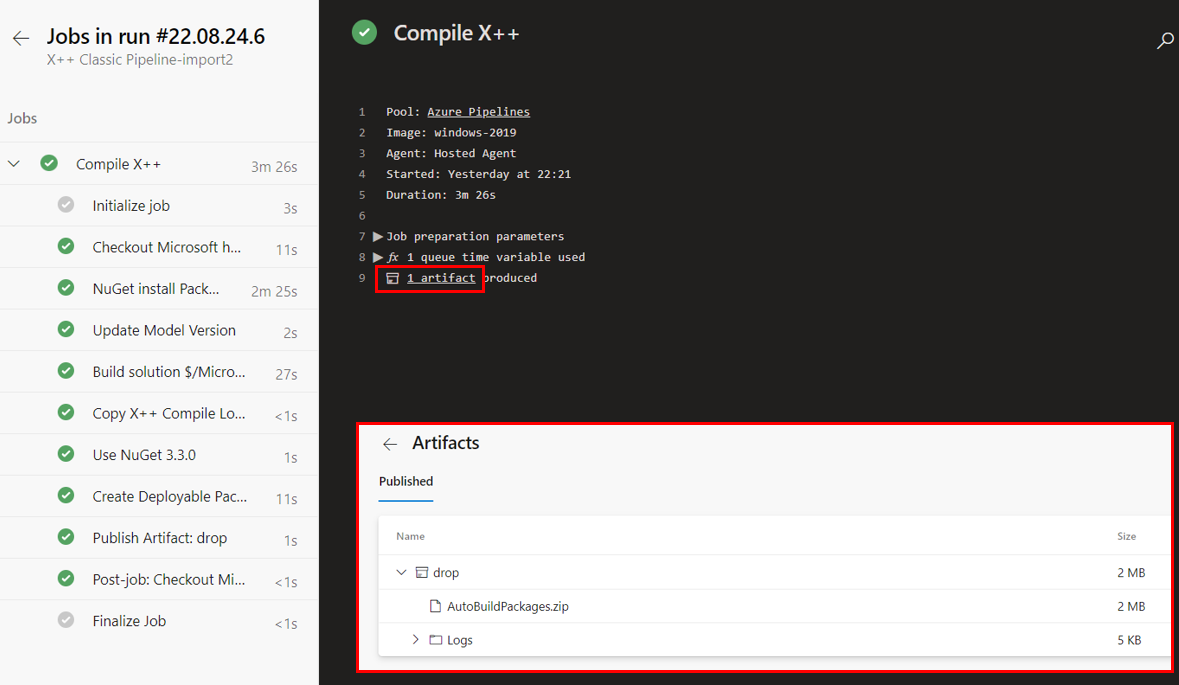 Jobs in run #22.08.24.6
X++ Classic Pipeline-import2
Jobs
Compile X++ 3m 26s
Initialize job 3s
Checkout Microsoft h... 11s
NuGet install Pack... 2m 25s
Update Model Version 2s
Build solution $/Micro... 27s
Copy X++ Compile Lo... <1s
Use NuGet 3.3.0 1s
Create Deployable Pac... 11s
Publish Artifact: drop 1s
Post-job: Checkout Mi... <1s
Finalize Job <1s
Compile X++
1 Pool: Azure Pipelines
2 Image: windows-2019
3 Agent: Hosted Agent
4 Started: Yesterday at 22:21
5 Duration: 3m 26s
6
7 Job preparation parameters
8 fx 1 queue time variable used
9 1 artifact produced
Artifacts
Published
Name Size
drop 2 MB
AutoBuildPackages.zip 2 MB
Logs 5 KB